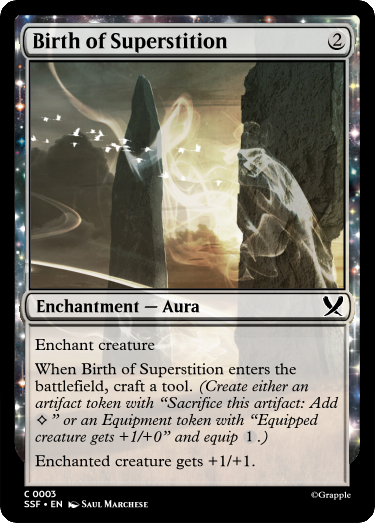 Birth of Superstition 2
Enchantment — Aura
Enchant creature
When Birth of Superstition enters the
battlefield, craft a tool. (Create either an
artifact token with “Sacrifice this artifact: Add
⟡ ” or an Equipment token with “Equipped
creature gets +1/+0” and equip 1 .)
Enchanted creature gets +1/+1.
C 0003
SSF • EN Saul Marchese
©Grapple